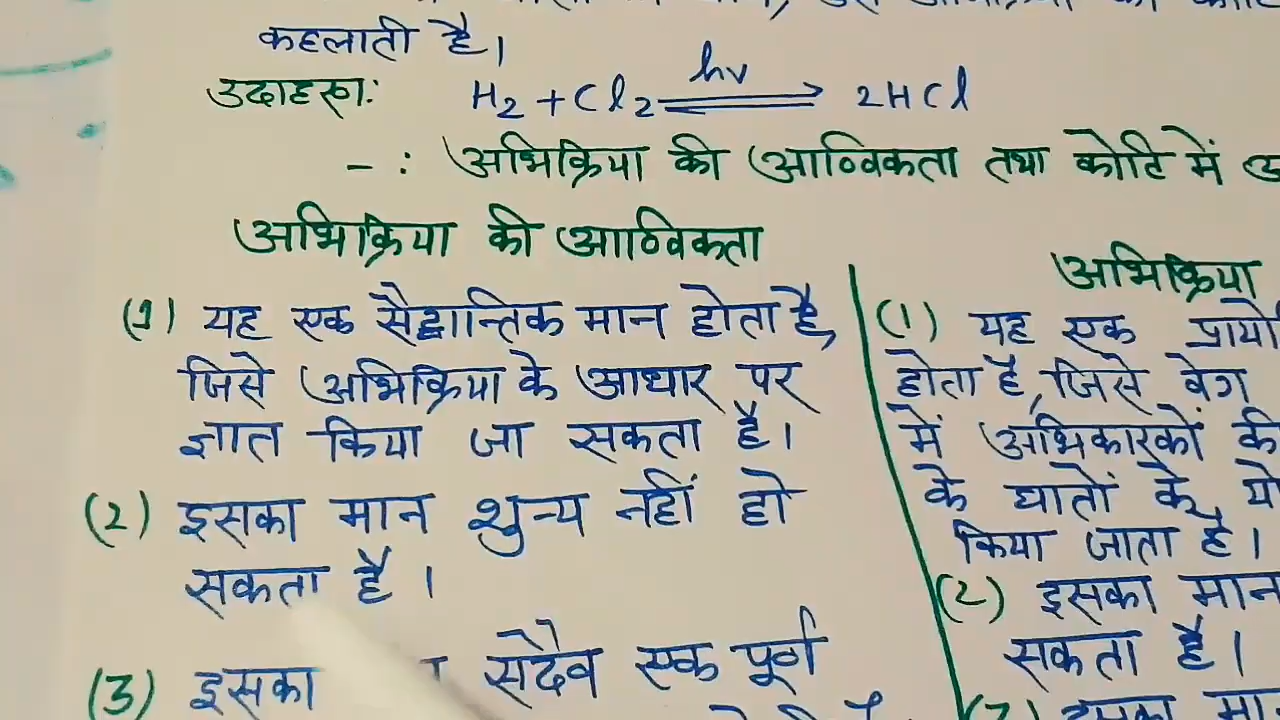 कहलाती है।
उदाहरण: H₂ + Cl₂ hν 2HCl
- : अभिक्रिया की आण्विकता तथा कोटि में
अभिक्रिया की आण्विकता
(1) यह एक सैद्धान्तिक मान होता है,
जिसे अभिक्रिया के आधार पर
ज्ञात किया जा सकता है।
(2) इसका मान शुन्य नहीं हो
सकता है।
(3) इसका सदैव एक पूर्ण
अभिक्रिया
(1) यह एक
होता है, जिसे वेग
में अभिकारकों की
के घातों के
किया जाता है।
(2) इसका मान
सकता है।